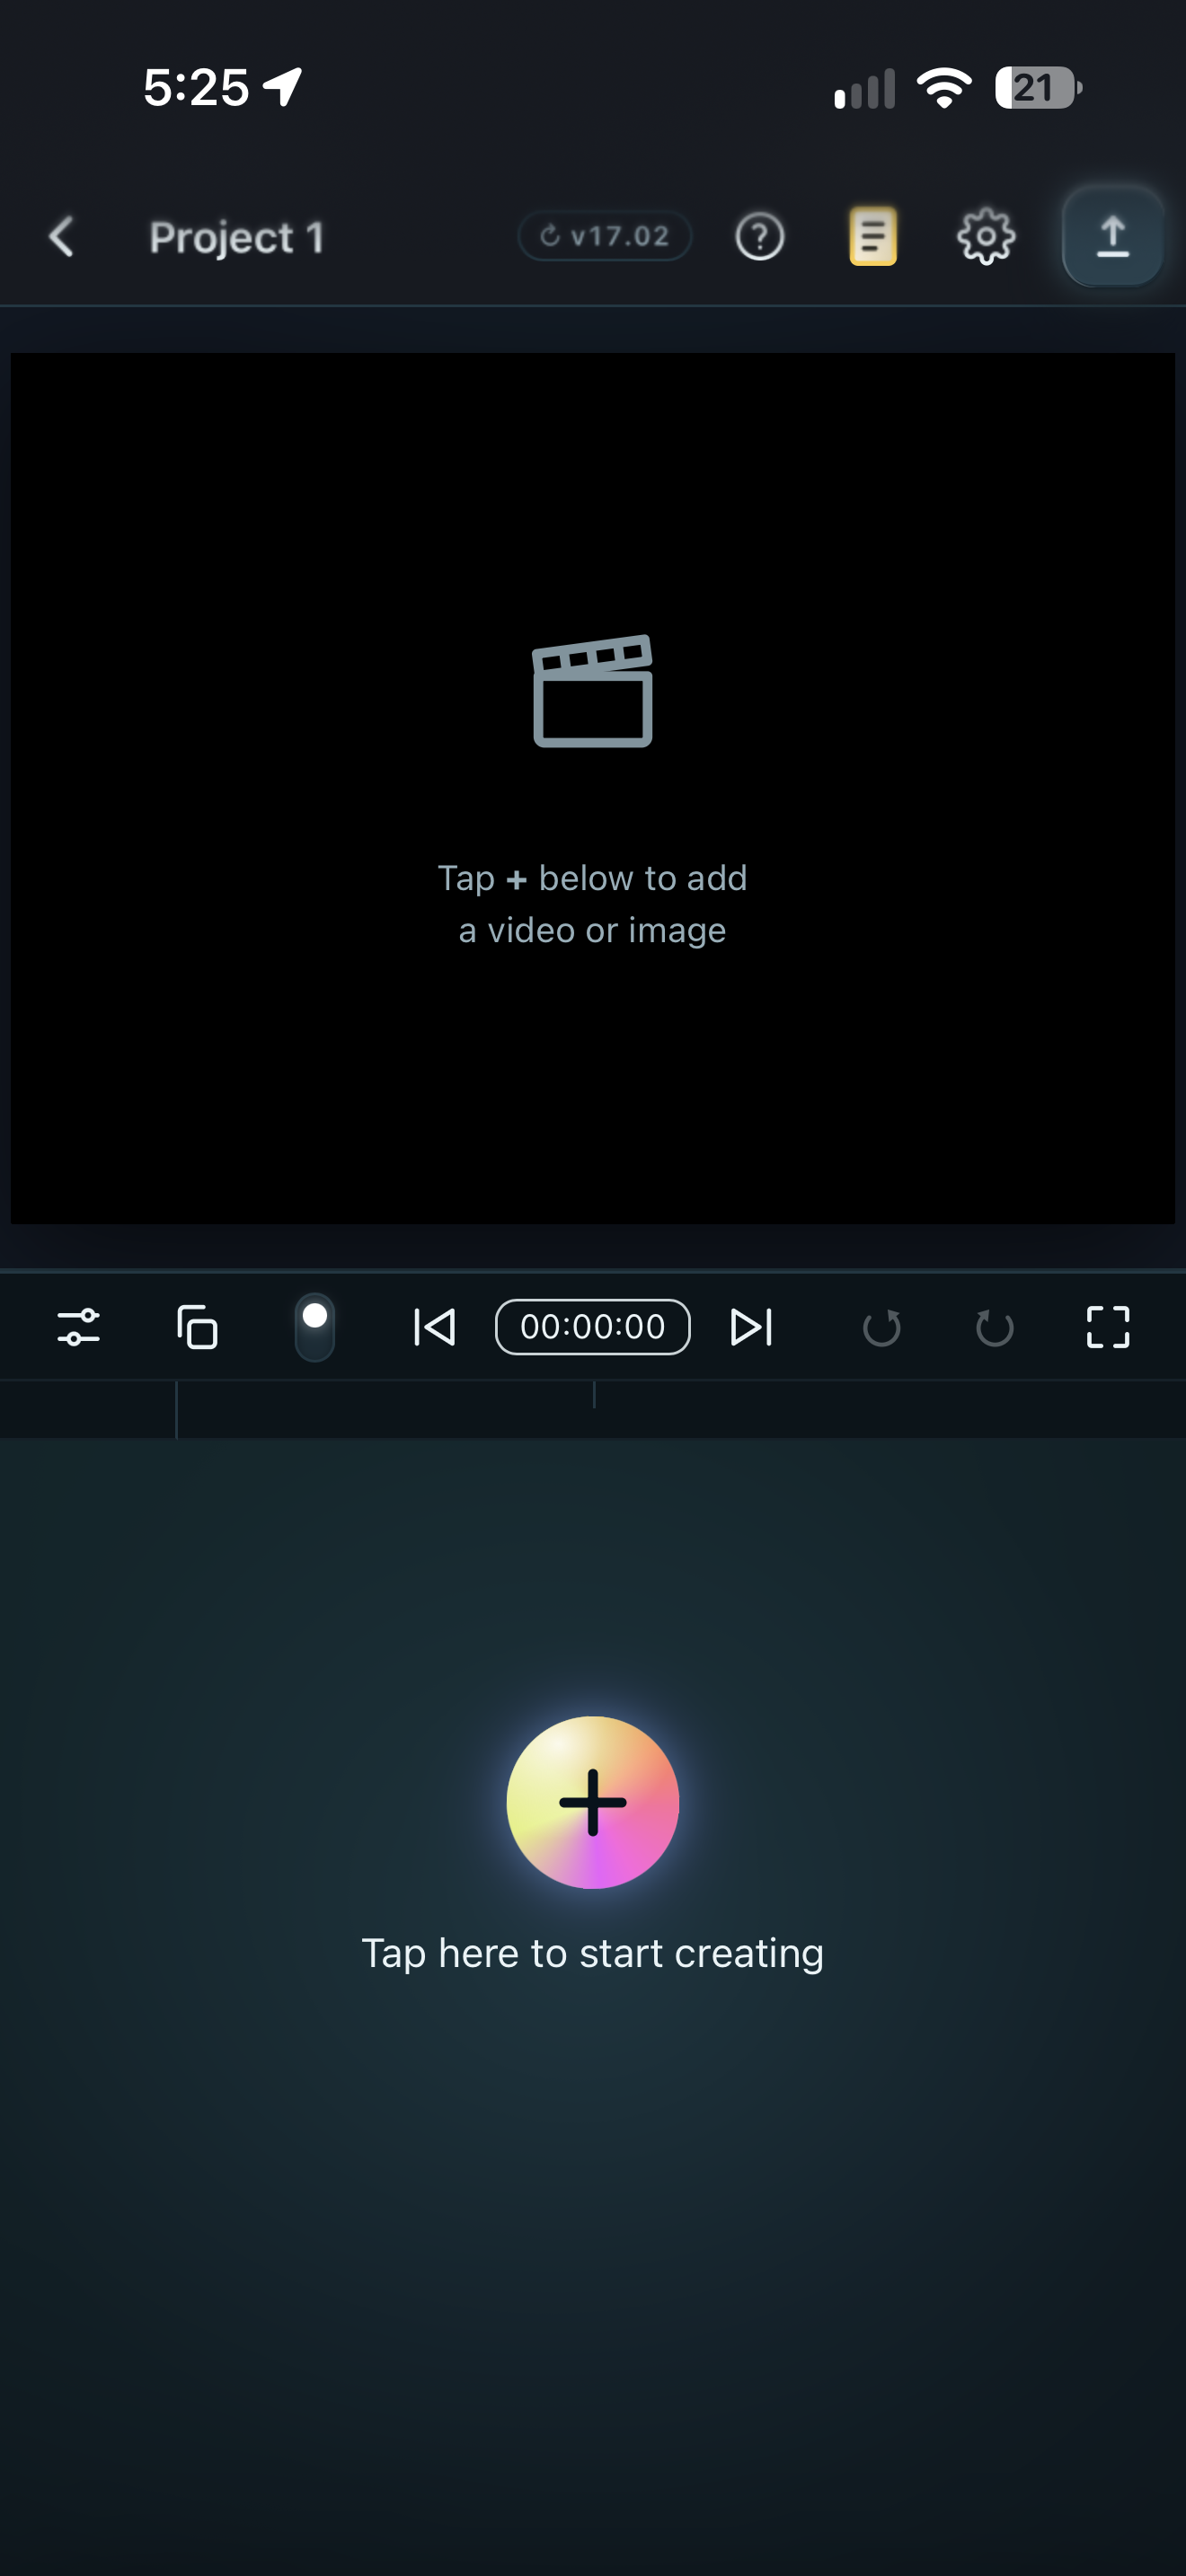 5:25
21
Project 1
v17.02
Tap + below to add
a video or image
00:00:00
Tap here to start creating